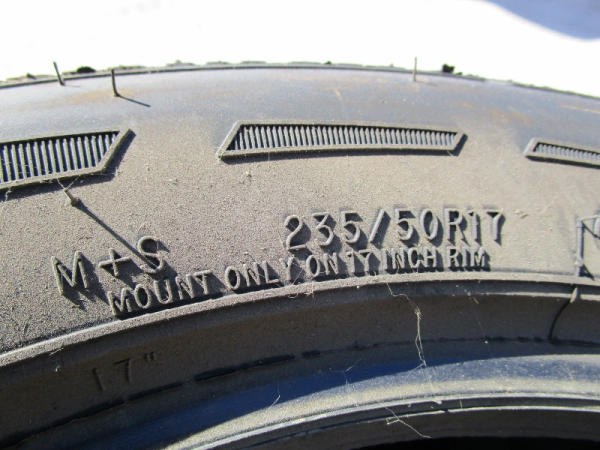 235/50R17
M+S
MOUNT ONLY ON 17 INCH RIM
17"